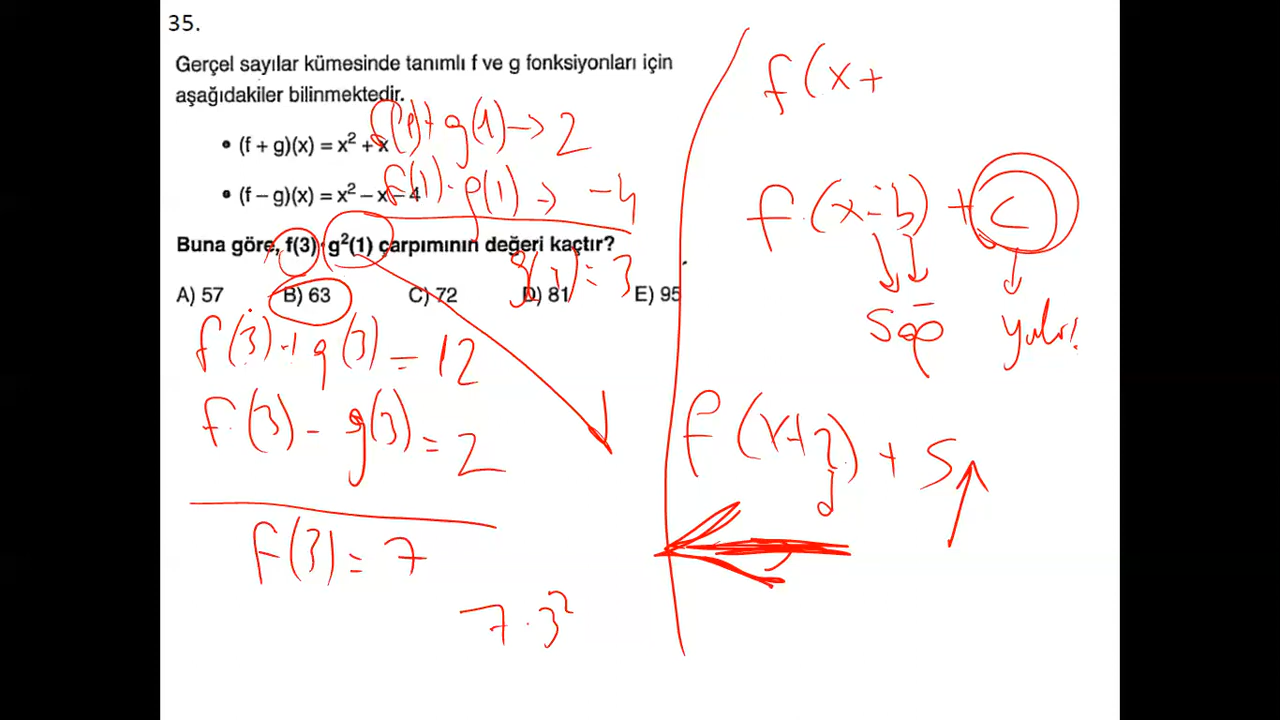 35.
Gerçel sayılar kümesinde tanımlı f ve g fonksiyonları için
aşağıdakiler bilinmektedir.
• (f + g)(x) = x² + x
f(1) + g(1) → 2
• (f – g)(x) = x² – x – 4
f(1) - g(1) → -4
Buna göre, f(3) · g²(1) çarpımının değeri kaçtır?
g(1) = 3
A) 57 B) 63 C) 72 D) 81 E) 95
f(3) + g(3) = 12
f(3) - g(3) = 2
f(3) = 7
7 · 3²
f(x +
f(x - b) + c
sağ
f(x+2) + 5